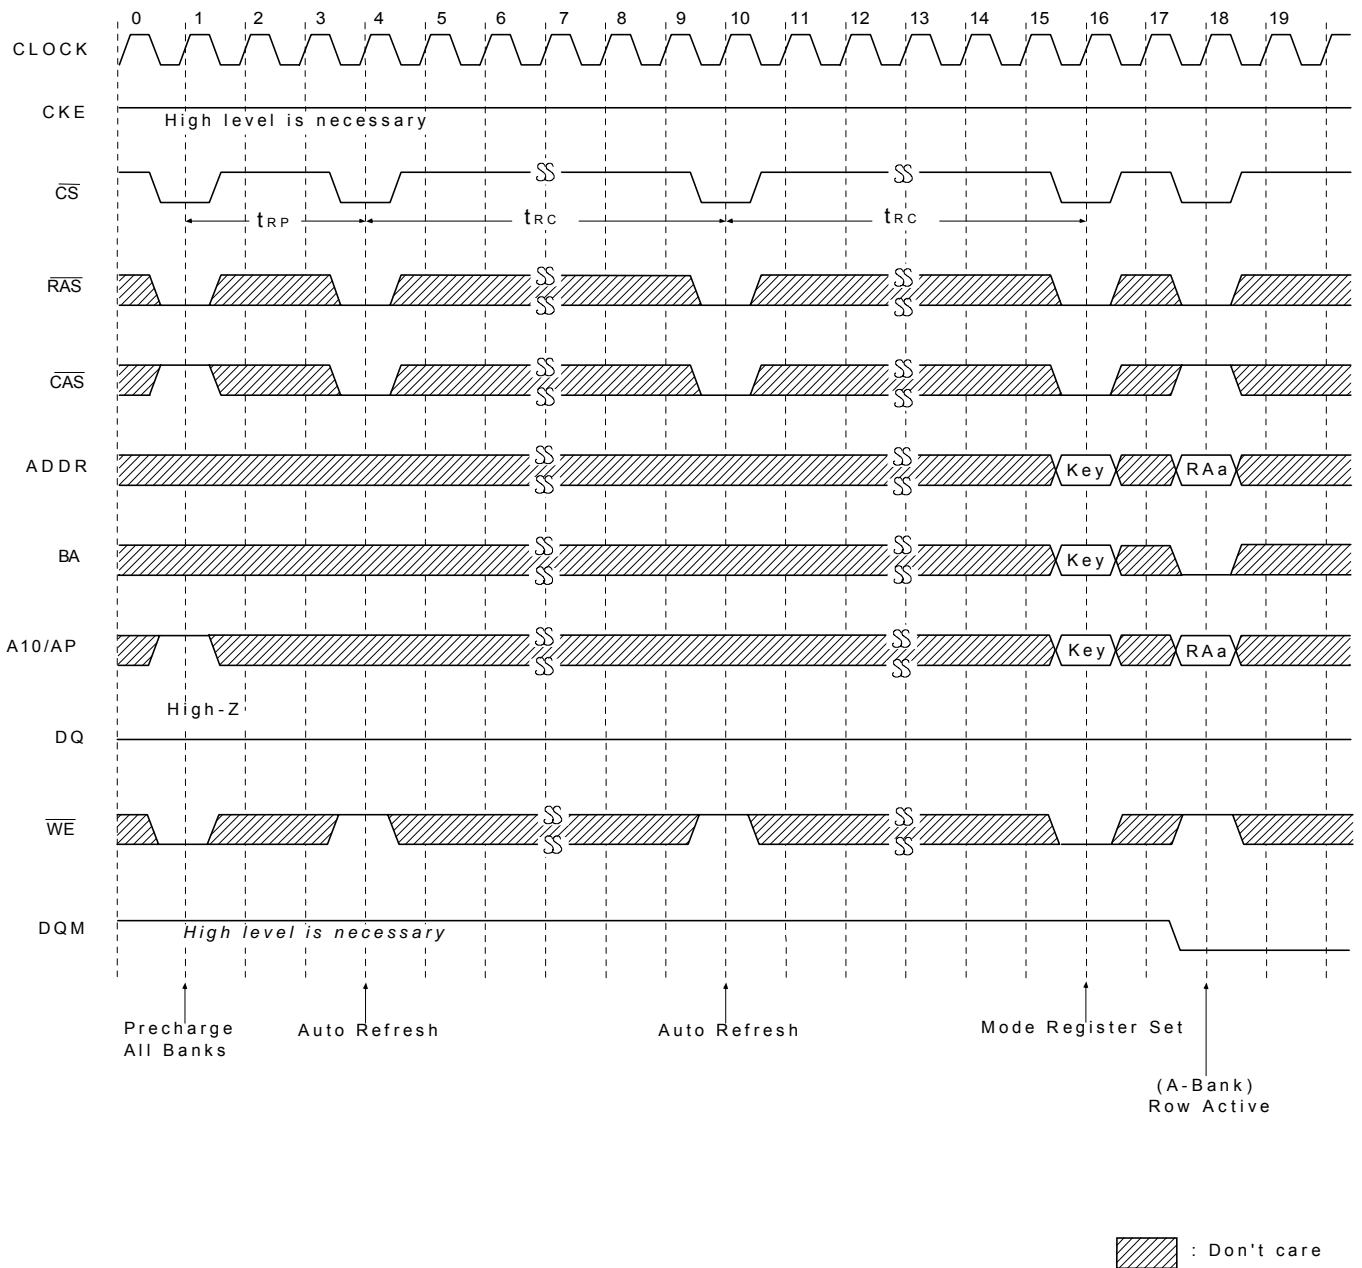 0 1 2 3 4 5 6 7 8 9 10 11 12 13 14 15 16 17 18 19
CLOCK
CKE
High level is necessary
CS
tRP
tRC
tRC
RAS
CAS
ADDR
Key
RAa
BA
Key
A10/AP
Key
RAa
High-Z
DQ
WE
DQM
High level is necessary
Precharge
All Banks
Auto Refresh
Auto Refresh
Mode Register Set
(A-Bank)
Row Active
: Don't care